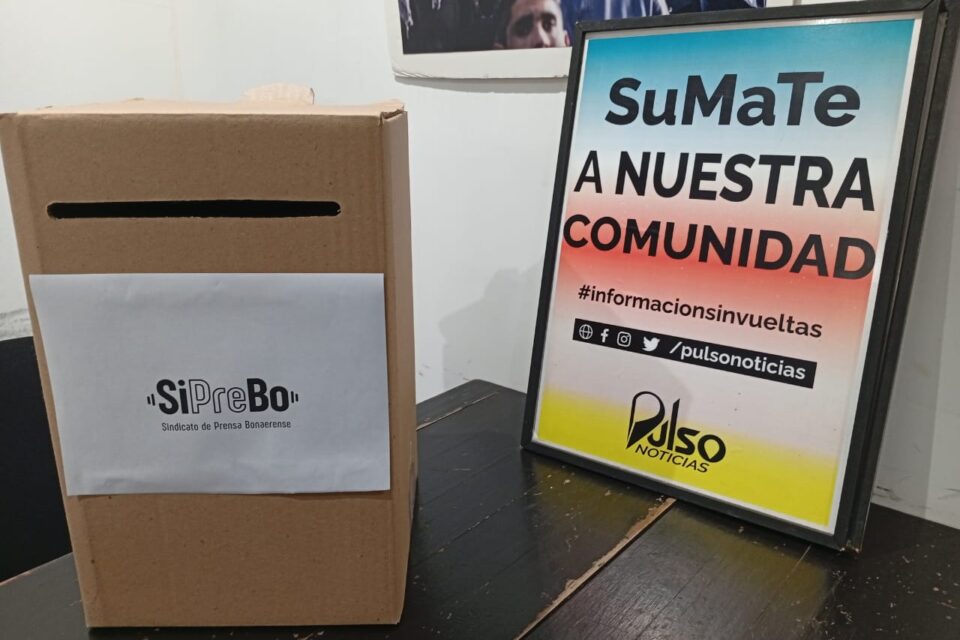 SiPreBo
Sindicato de Prensa Bonaerense
SuMaTe
A NUESTRA
COMUNIDAD
#informacionsinvueltas
/pulsonoticias
Pulso
NOTICIAS